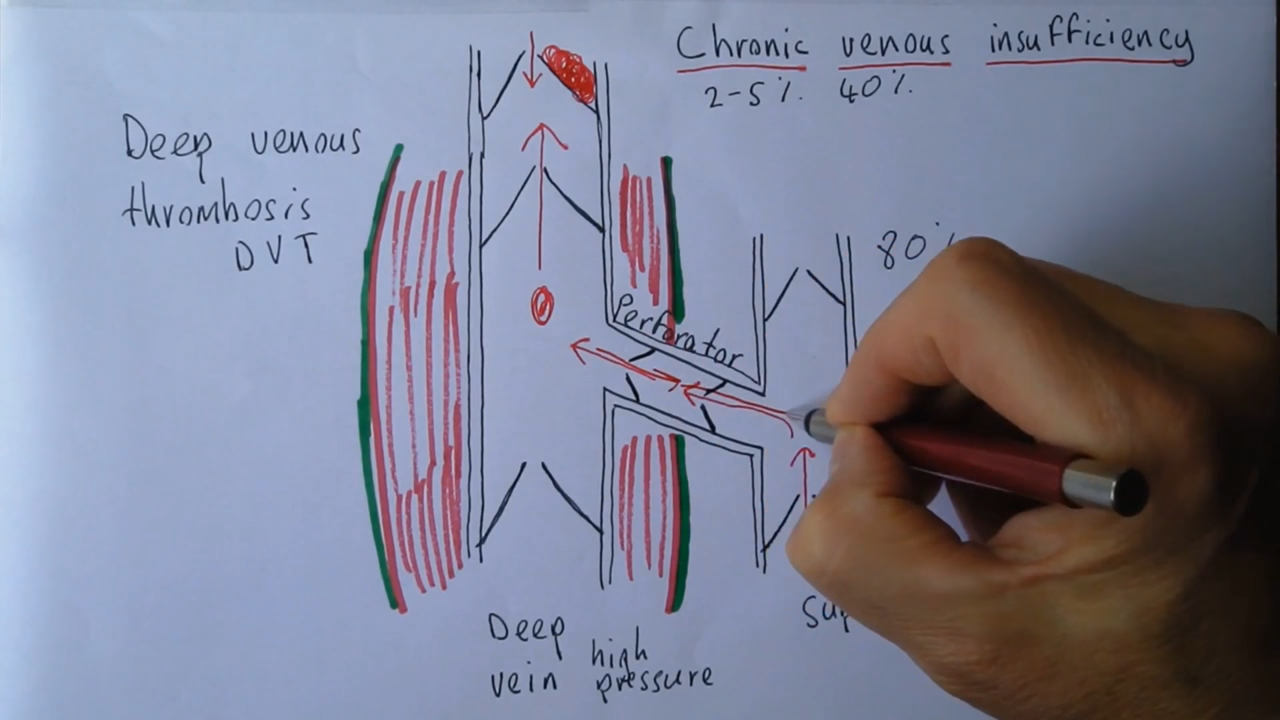 Chronic venous insufficiency
2-5%. 40%.
Deep venous
thrombosis
DVT
80%
Perforator
Deep
vein
high
pressure